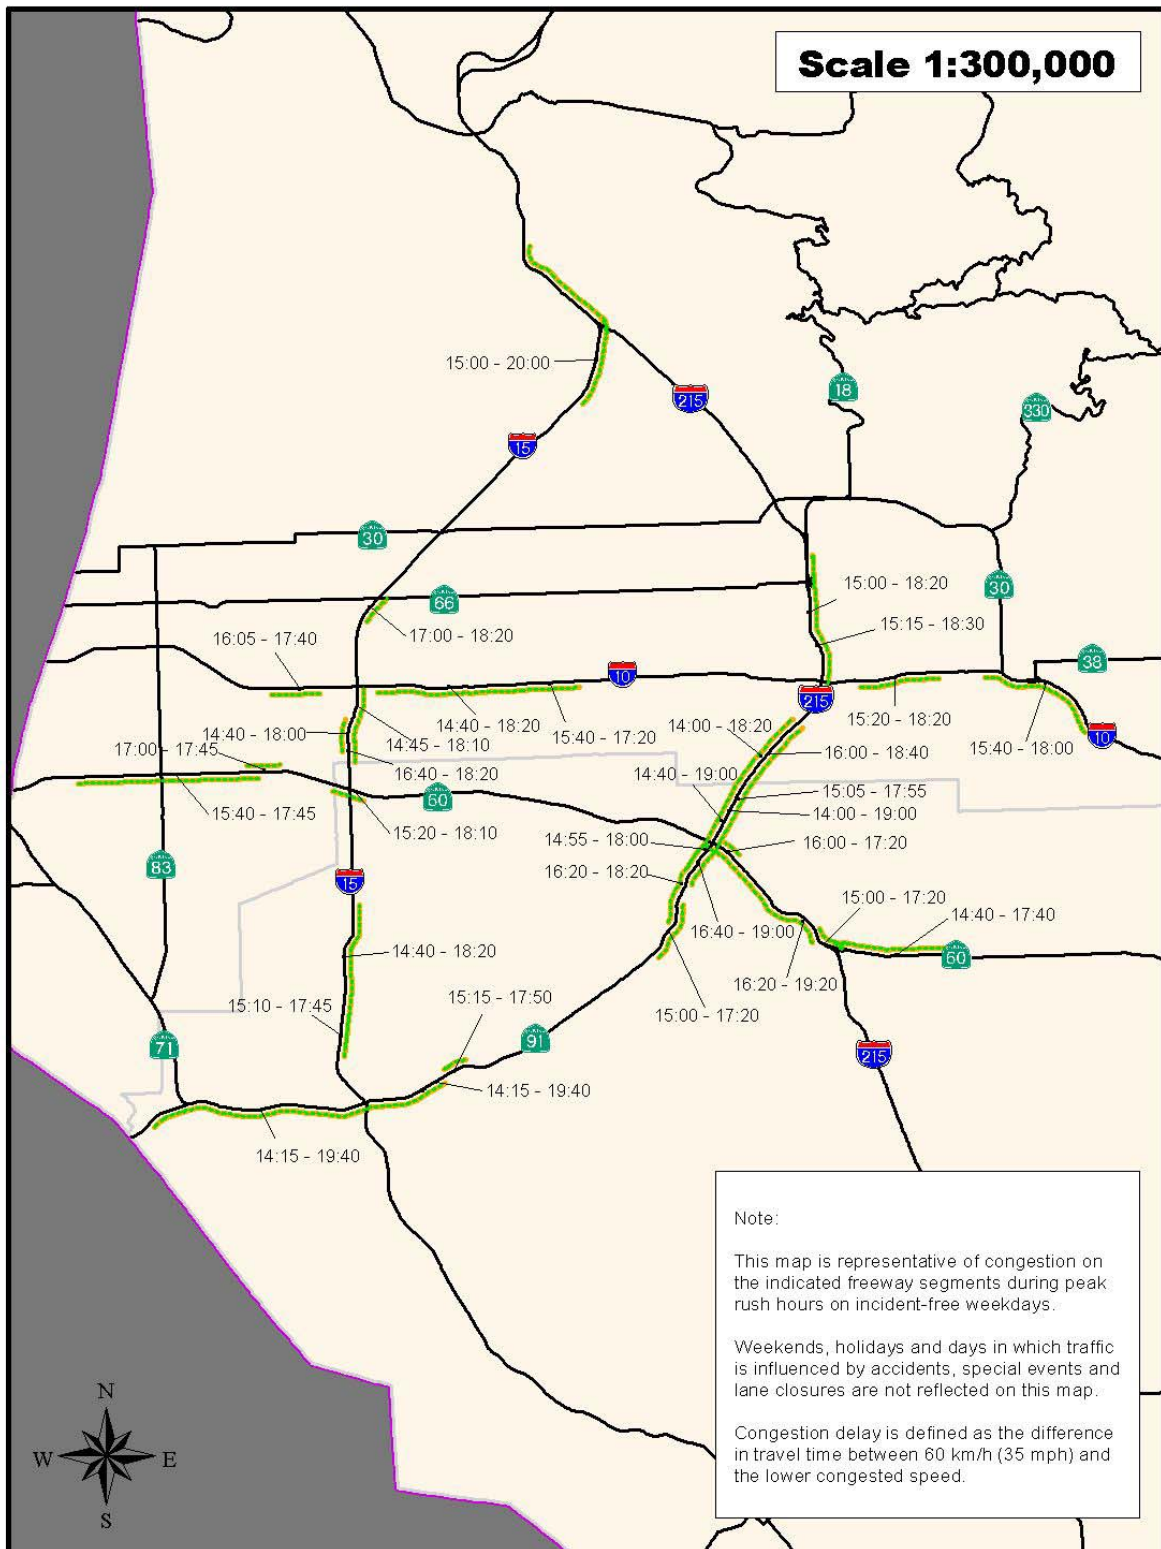 Scale 1:300,000
15:00 - 20:00
215
18
330
15
30
66
17:00 - 18:20
15:00 - 18:20
30
15:15 - 18:30
16:05 - 17:40
10
38
215
14:40 - 18:00
14:40 - 18:20
14:00 - 18:20
15:20 - 18:20
10
17:00 - 17:45
14:45 - 18:10
15:40 - 17:20
16:00 - 18:40
15:40 - 18:00
16:40 - 18:20
14:40 - 19:00
15:05 - 17:55
60
15:40 - 17:45
14:00 - 19:00
15:20 - 18:10
14:55 - 18:00
16:00 - 17:20
83
15
16:20 - 18:20
15:00 - 17:20
14:40 - 17:40
16:40 - 19:00
14:40 - 18:20
60
16:20 - 19:20
15:10 - 17:45
15:15 - 17:50
15:00 - 17:20
71
91
215
14:15 - 19:40
14:15 - 19:40
Note:
This map is representative of congestion on
the indicated freeway segments during peak
rush hours on incident-free weekdays.
Weekends, holidays and days in which traffic
is influenced by accidents, special events and
lane closures are not reflected on this map.
Congestion delay is defined as the difference
in travel time between 60 km/h (35 mph) and
the lower congested speed.
N
W E
S